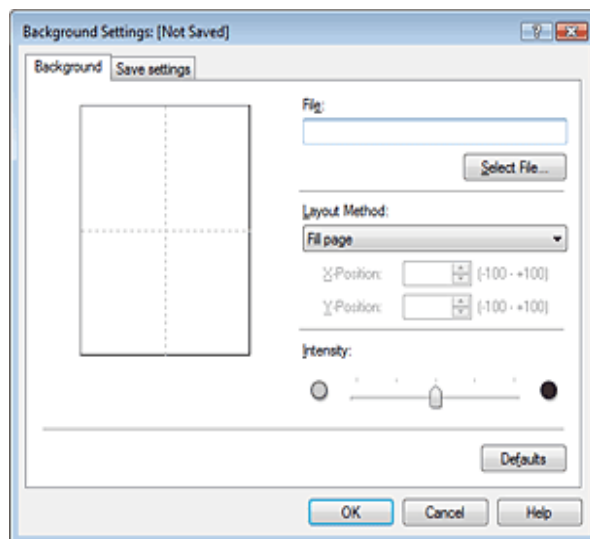 Background Settings: [Not Saved]
Background
Save settings
File:
Select File...
Layout Method:
Fill page
X-Position: (-100 - +100)
Y-Position: (-100 - +100)
Intensity:
Defaults
OK Cancel Help